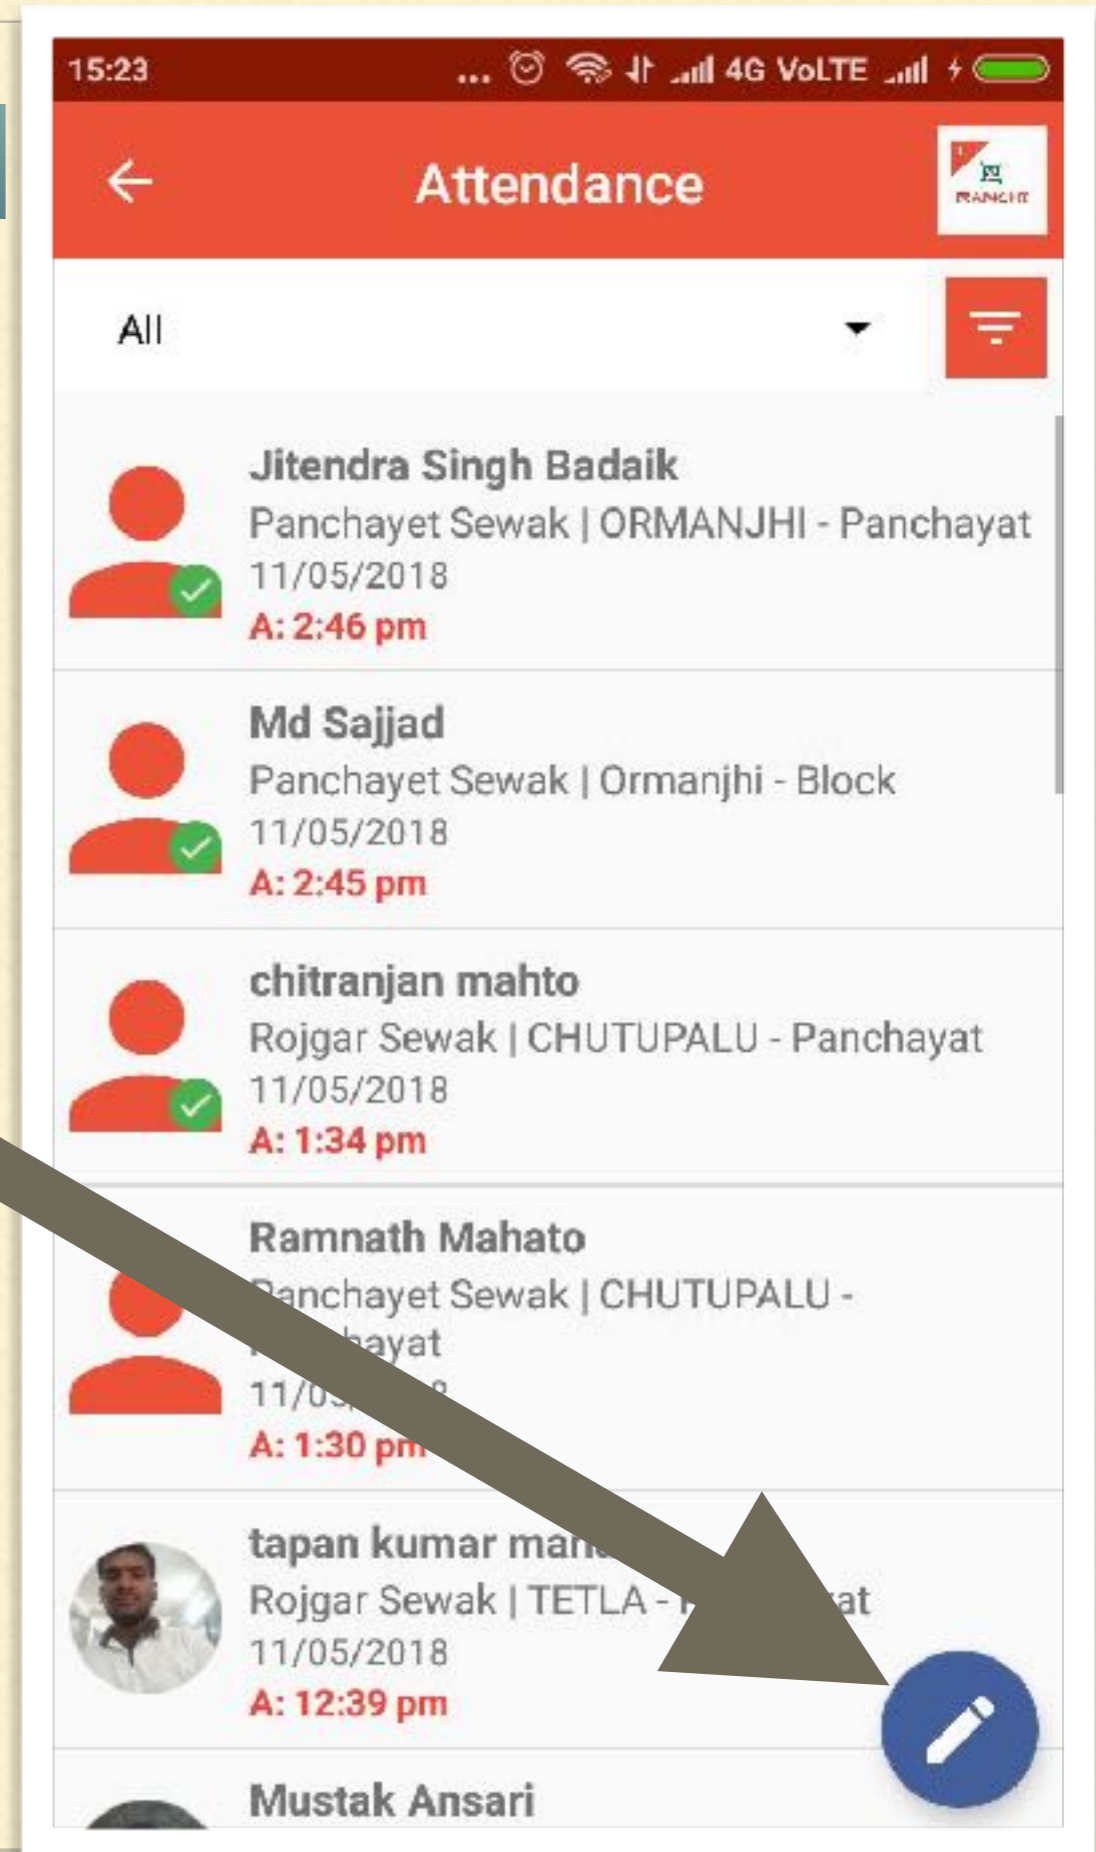 15:23 ... 4G VoLTE
Attendance
RANCHI
All
Jitendra Singh Badaik
Panchayet Sewak | ORMANJHI - Panchayat
11/05/2018
A: 2:46 pm
Md Sajjad
Panchayet Sewak | Ormanjhi - Block
11/05/2018
A: 2:45 pm
chitranjan mahto
Rojgar Sewak | CHUTUPALU - Panchayat
11/05/2018
A: 1:34 pm
Ramnath Mahato
Panchayet Sewak | CHUTUPALU -
A: 1:30 pm
tapan kumar
Rojgar Sewak | TETLA -
11/05/2018
A: 12:39 pm
Mustak Ansari